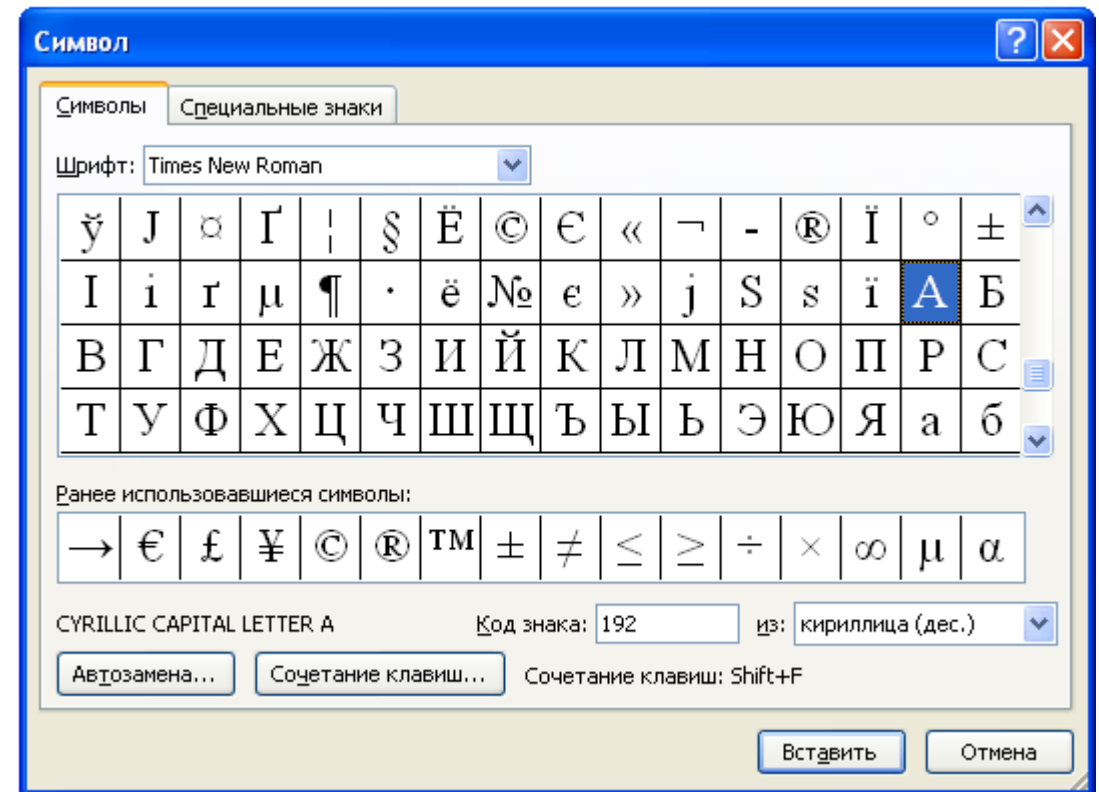 Символ
Символы Специальные знаки
Шрифт: Times New Roman
ў Ј ¤ Ґ ¦ § Ё © Є « ¬ - ® Ї ° ±
І і ґ µ ¶ · ё № є » ј Ѕ ѕ ї А Б
В Г Д Е Ж З И Й К Л М Н О П Р С
Т У Ф Х Ц Ч Ш Щ Ъ Ы Ь Э Ю Я а б
Ранее использовавшиеся символы:
→ € £ ¥ © ® ™ ± ≠ ≤ ≥ ÷ × ∞ µ α
CYRILLIC CAPITAL LETTER A Код знака: 192 из: кириллица (дес.)
Автозамена... Сочетание клавиш... Сочетание клавиш: Shift+F
Вставить Отмена